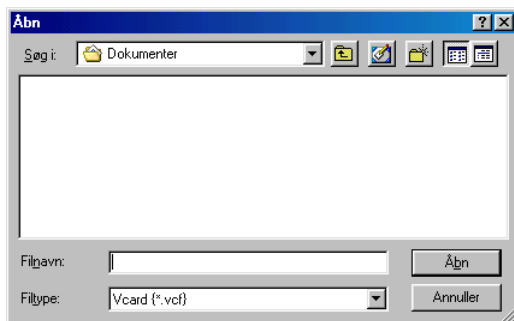 Åbn
Søg i: Dokumenter
Filnavn: Åbn
Filtype: Vcard {*.vcf} Annuller